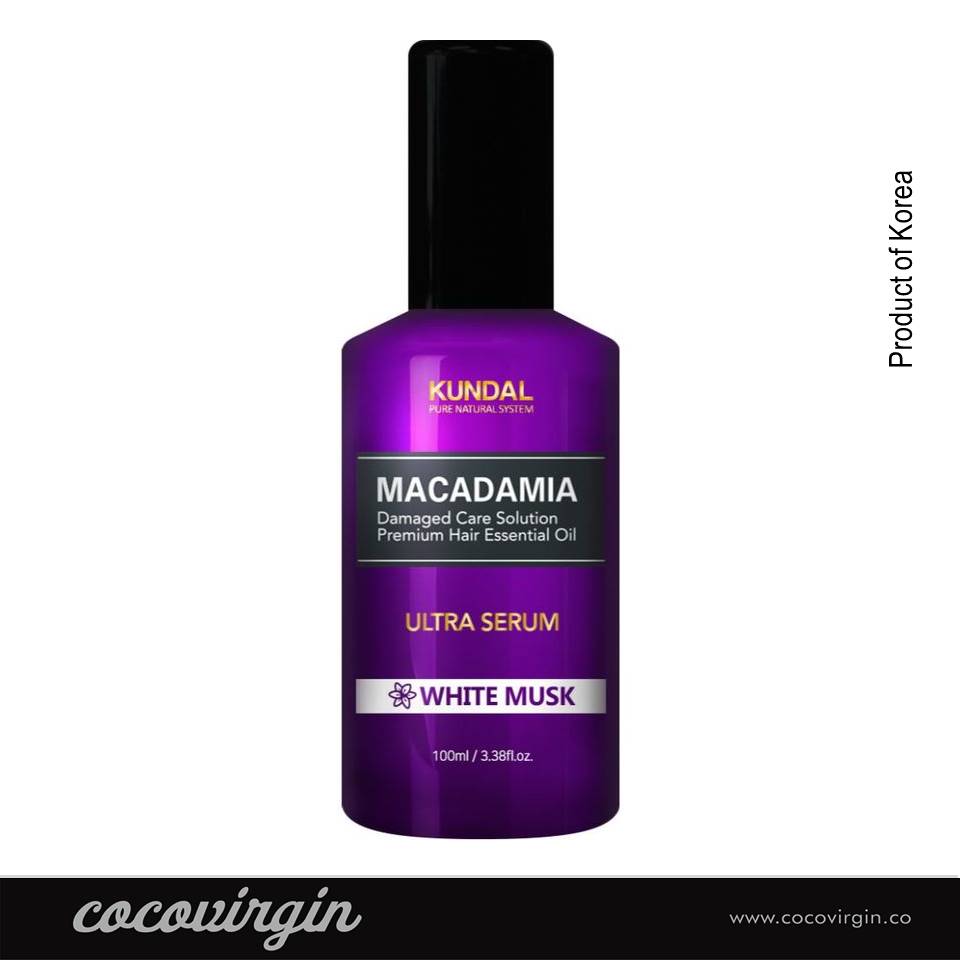 Product of Korea
KUNDAL
PURE NATURAL SYSTEM
MACADAMIA
Damaged Care Solution
Premium Hair Essential Oil
ULTRA SERUM
WHITE MUSK
100ml / 3.38fl.oz.
cocovirgin
www.cocovirgin.co